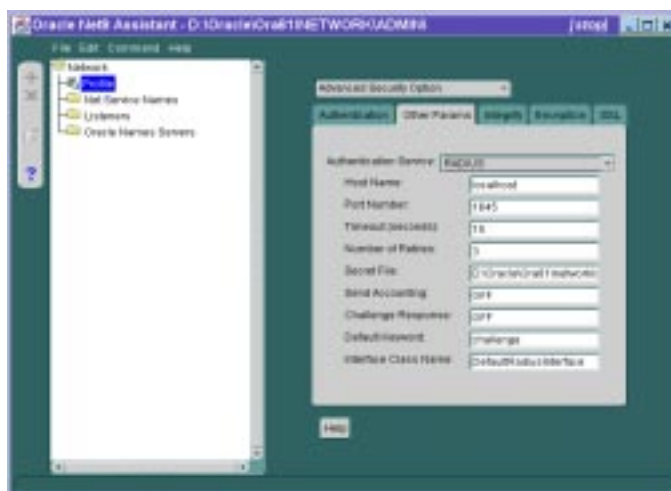 Oracle Net8 Assistant - D:\Oracle\Ora81\NETWORK\ADMIN\
File Edit Command Help
Network
Profile
Net Service Names
Listeners
Oracle Names Servers
Advanced Security Option
Authentication Other Params Integrity Encryption SSL
Authentication Service: RADIUS
Host Name: localhost
Port Number: 1645
Timeout (seconds):
Number of Retries: 3
Secret File: D:\Oracle\Ora81\network\
Send Accounting: OFF
Challenge Response: OFF
Default Keyword: challenge
Interface Class Name: DefaultRadiusInterface
Help